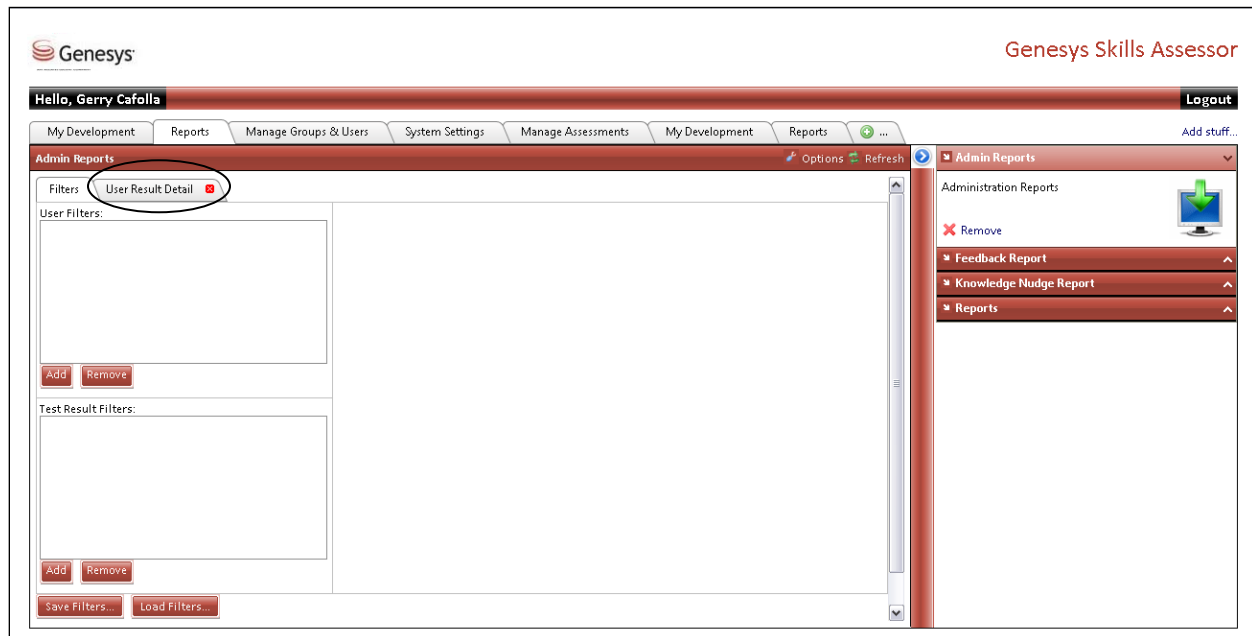 Genesys
Genesys Skills Assessor
Hello, Gerry Cafolla
Logout
My Development Reports Manage Groups & Users System Settings Manage Assessments My Development Reports ...
Add stuff...
Admin Reports
Options Refresh
Filters User Result Detail
User Filters:
Add Remove
Test Result Filters:
Add Remove
Save Filters... Load Filters...
Admin Reports
Administration Reports
Remove
Feedback Report
Knowledge Nudge Report
Reports